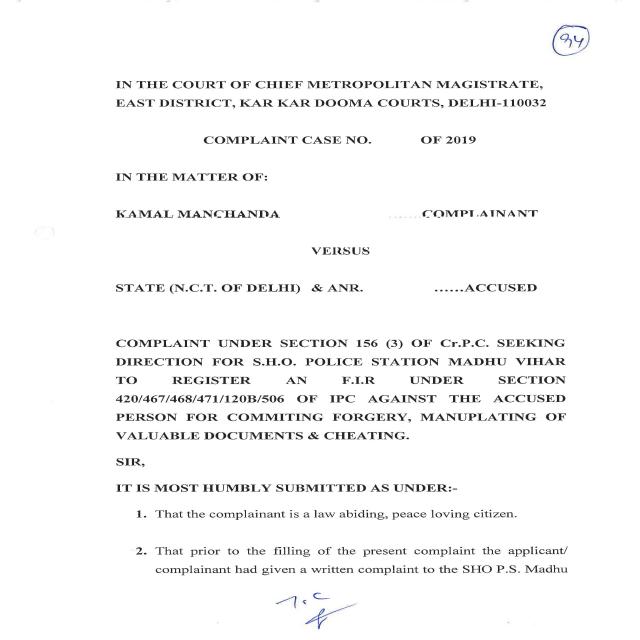 94
IN THE COURT OF CHIEF METROPOLITAN MAGISTRATE,
EAST DISTRICT, KAR KAR DOOMA COURTS, DELHI-110032
COMPLAINT CASE NO. OF 2019
IN THE MATTER OF:
KAMAL MANCHANDA ......COMPLAINANT
VERSUS
STATE (N.C.T. OF DELHI) & ANR. ......ACCUSED
COMPLAINT UNDER SECTION 156 (3) OF Cr.P.C. SEEKING
DIRECTION FOR S.H.O. POLICE STATION MADHU VIHAR
TO REGISTER AN F.I.R UNDER SECTION
420/467/468/471/120B/506 OF IPC AGAINST THE ACCUSED
PERSON FOR COMMITING FORGERY, MANUPLATING OF
VALUABLE DOCUMENTS & CHEATING.
SIR,
IT IS MOST HUMBLY SUBMITTED AS UNDER:-
1. That the complainant is a law abiding, peace loving citizen.
2. That prior to the filling of the present complaint the applicant/
complainant had given a written complaint to the SHO P.S. Madhu